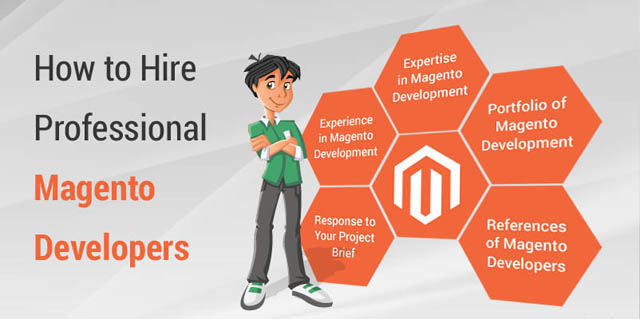 How to Hire
Professional
Magento
Developers
Expertise
in Magento
Development
Experience
in Magento
Development
Portfolio of
Magento
Development
Response to
Your Project
Brief
References
of Magento
Developers